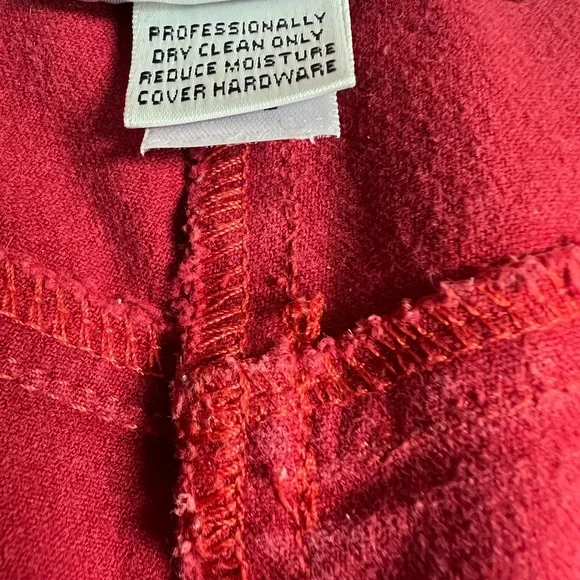 PROFESSIONALLY
DRY CLEAN ONLY
REDUCE MOISTURE
COVER HARDWARE